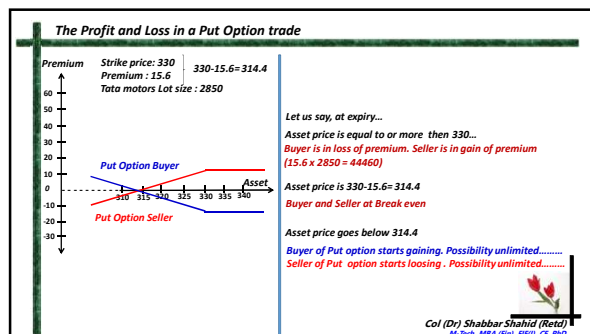 The Profit and Loss in a Put Option trade
Premium
Strike price: 330
Premium : 15.6
Tata motors Lot size : 2850
330-15.6= 314.4
60
50
40
30
20
10
0
-10
-20
-30
Put Option Buyer
Put Option Seller
Asset
310 315 320 325 330 335 340
Let us say, at expiry...
Asset price is equal to or more then 330...
Buyer is in loss of premium. Seller is in gain of premium
(15.6 x 2850 = 44460)
Asset price is 330-15.6= 314.4
Buyer and Seller at Break even
Asset price goes below 314.4
Buyer of Put option starts gaining. Possibility unlimited.........
Seller of Put option starts loosing . Possibility unlimited.........
Col (Dr) Shabbar Shahid (Retd)
M-Tech, MBA (Fin), FIE(I), CE, PhD